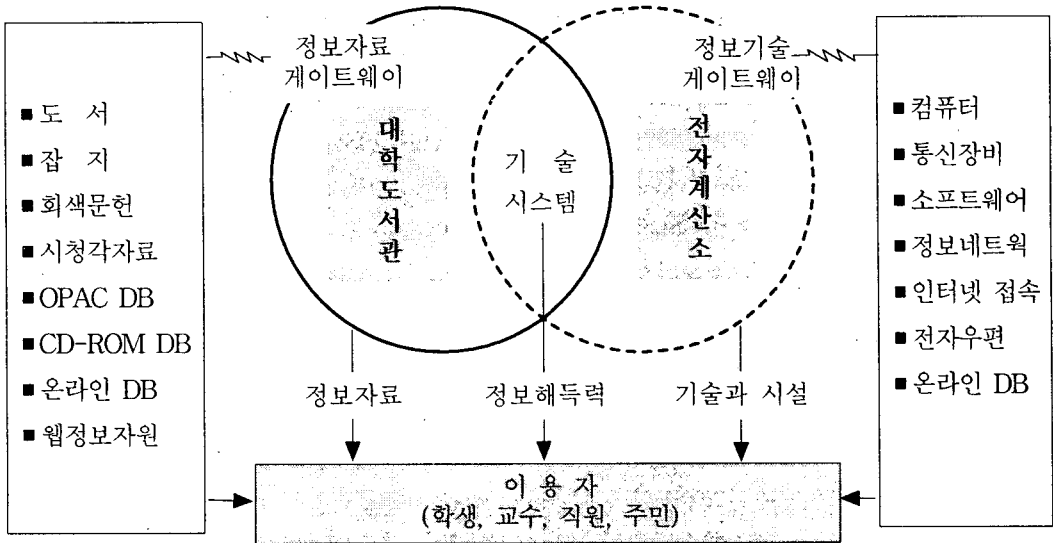 ■ 도 서
■ 잡 지
■ 회색문헌
■ 시청각자료
■ OPAC DB
■ CD-ROM DB
■ 온라인 DB
■ 웹정보자원
정보자료
게이트웨이
대학도서관
기 술
시스템
정보기술
게이트웨이
전자계산소
■ 컴퓨터
■ 통신장비
■ 소프트웨어
■ 정보네트웍
■ 인터넷 접속
■ 전자우편
■ 온라인 DB
정보자료
정보해득력
기술과 시설
이 용 자
(학생, 교수, 직원, 주민)